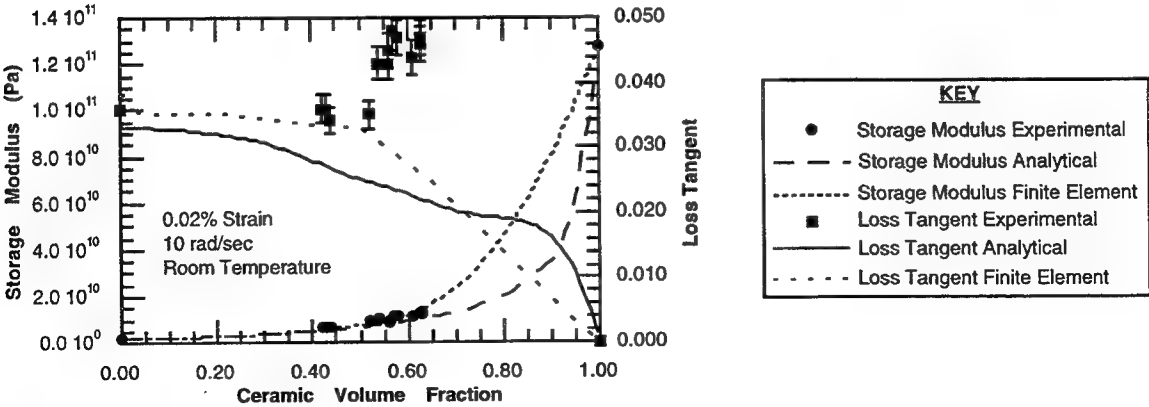 Storage Modulus (Pa)
1.4 10¹¹
1.2 10¹¹
1.0 10¹¹
8.0 10¹⁰
6.0 10¹⁰
4.0 10¹⁰
2.0 10¹⁰
0.0 10⁰
0.02% Strain
10 rad/sec
Room Temperature
0.00 0.20 0.40 0.60 0.80 1.00
Ceramic Volume Fraction
0.050
0.040
0.030
0.020
0.010
0.000
Loss Tangent
KEY
Storage Modulus Experimental
Storage Modulus Analytical
Storage Modulus Finite Element
Loss Tangent Experimental
Loss Tangent Analytical
Loss Tangent Finite Element